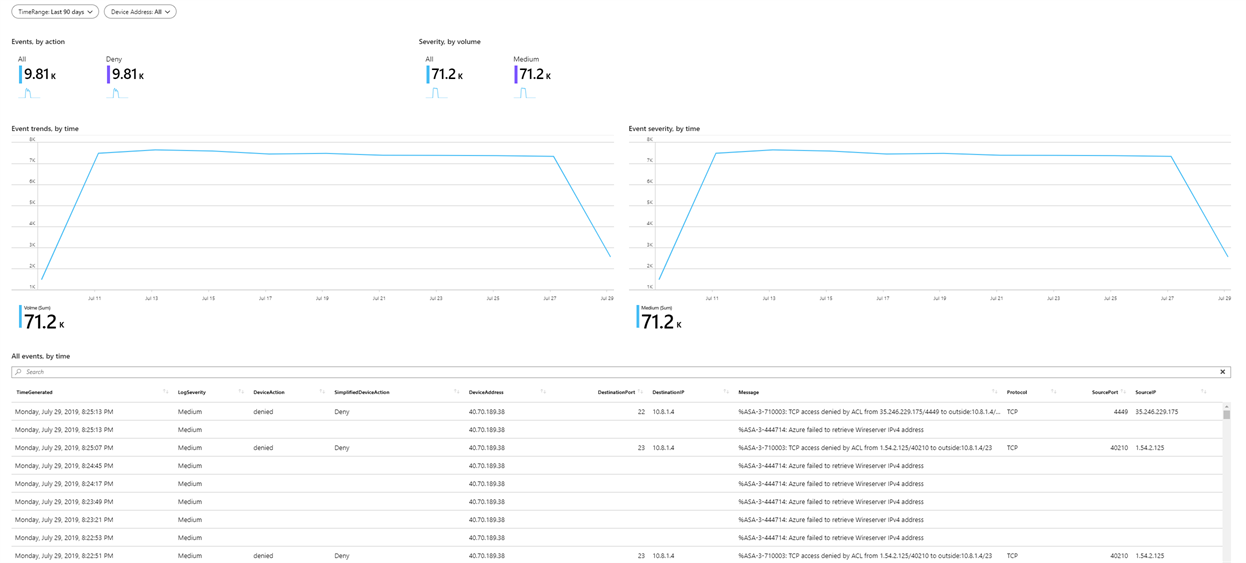 TimeRange: Last 90 days
Device Address: All
Events, by action
Severity, by volume
All
Deny
All
Medium
9.81 K
9.81 K
71.2 K
71.2 K
Event trends, by time
Event severity, by time
8K
7K
6K
5K
4K
3K
2K
1K
Jul 11 Jul 13 Jul 15 Jul 17 Jul 19 Jul 21 Jul 23 Jul 25 Jul 27 Jul 29
8K
7K
6K
5K
4K
3K
2K
1K
Jul 11 Jul 13 Jul 15 Jul 17 Jul 19 Jul 21 Jul 23 Jul 25 Jul 27 Jul 29
Volme (Sum)
71.2 K
Medium (Sum)
71.2 K
All events, by time
Search
TimeGenerated LogSeverity DeviceAction SimplifiedDeviceAction DeviceAddress DestinationPort DestinationIP Message Protocol SourcePort SourceIP
Monday, July 29, 2019, 8:25:13 PM Medium denied Deny 40.70.189.38 22 10.8.1.4 %ASA-3-710003: TCP access denied by ACL from 35.246.229.175/4449 to outside:10.8.1.4/... TCP 4449 35.246.229.175
Monday, July 29, 2019, 8:25:13 PM Medium 40.70.189.38 %ASA-3-444714: Azure failed to retrieve Wireserver IPv4 address
Monday, July 29, 2019, 8:25:07 PM Medium denied Deny 40.70.189.38 23 10.8.1.4 %ASA-3-710003: TCP access denied by ACL from 1.54.2.125/40210 to outside:10.8.1.4/23 TCP 40210 1.54.2.125
Monday, July 29, 2019, 8:24:45 PM Medium 40.70.189.38 %ASA-3-444714: Azure failed to retrieve Wireserver IPv4 address
Monday, July 29, 2019, 8:24:17 PM Medium 40.70.189.38 %ASA-3-444714: Azure failed to retrieve Wireserver IPv4 address
Monday, July 29, 2019, 8:23:49 PM Medium 40.70.189.38 %ASA-3-444714: Azure failed to retrieve Wireserver IPv4 address
Monday, July 29, 2019, 8:23:21 PM Medium 40.70.189.38 %ASA-3-444714: Azure failed to retrieve Wireserver IPv4 address
Monday, July 29, 2019, 8:22:53 PM Medium 40.70.189.38 %ASA-3-444714: Azure failed to retrieve Wireserver IPv4 address
Monday, July 29, 2019, 8:22:51 PM Medium denied Deny 40.70.189.38 23 10.8.1.4 %ASA-3-710003: TCP access denied by ACL from 1.54.2.125/40210 to outside:10.8.1.4/23 TCP 40210 1.54.2.125